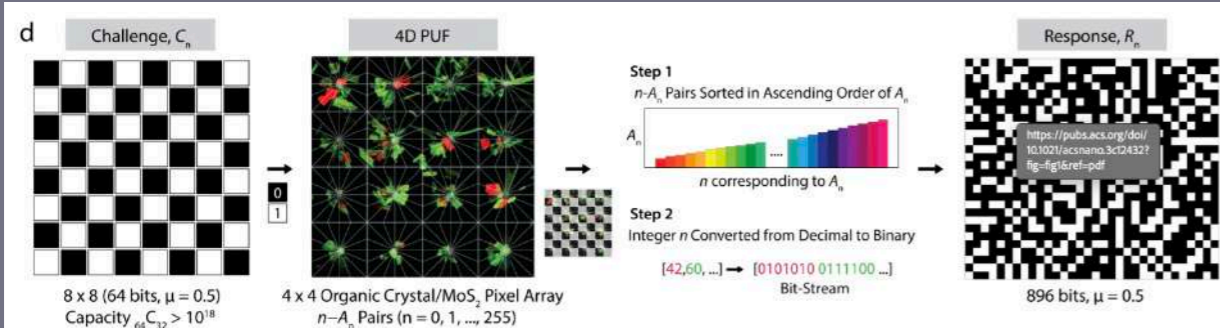 d
Challenge, Cₙ
4D PUF
Response, Rₙ
0
1
Step 1
n-Aₙ Pairs Sorted in Ascending Order of Aₙ
Aₙ
....
n corresponding to Aₙ
Step 2
Integer n Converted from Decimal to Binary
[42,60, ...] → [0101010 0111100 ...]
Bit-Stream
https://pubs.acs.org/doi/
10.1021/acsnano.3c12432?
fig=fig1&ref=pdf
8 x 8 (64 bits, μ = 0.5)
Capacity ₆₄C₃₂ > 10¹⁸
4 x 4 Organic Crystal/MoS₂ Pixel Array
n–Aₙ Pairs (n = 0, 1, ..., 255)
896 bits, μ = 0.5